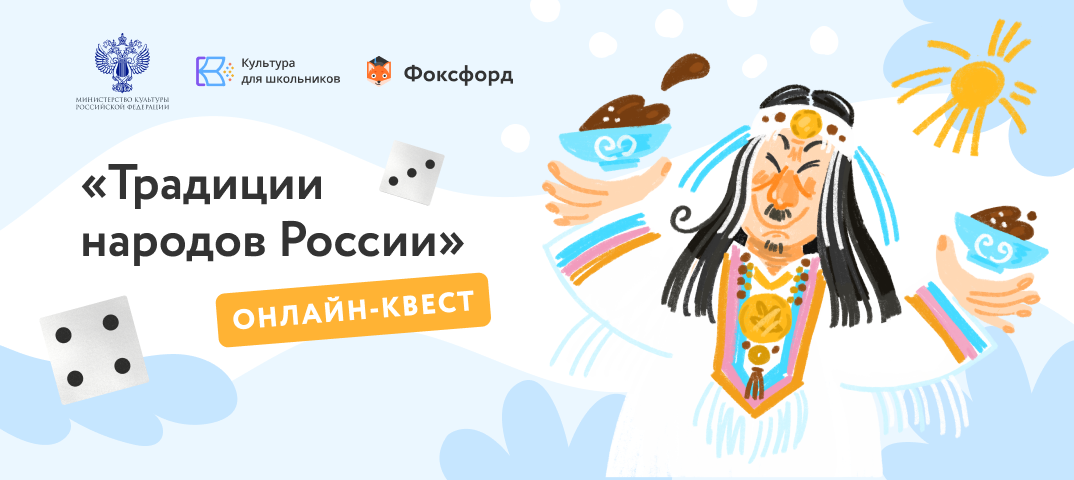 МИНИСТЕРСТВО КУЛЬТУРЫ
РОССИЙСКОЙ ФЕДЕРАЦИИ
Культура
для школьников
Фоксфорд
«Традиции
народов России»
ОНЛАЙН-КВЕСТ